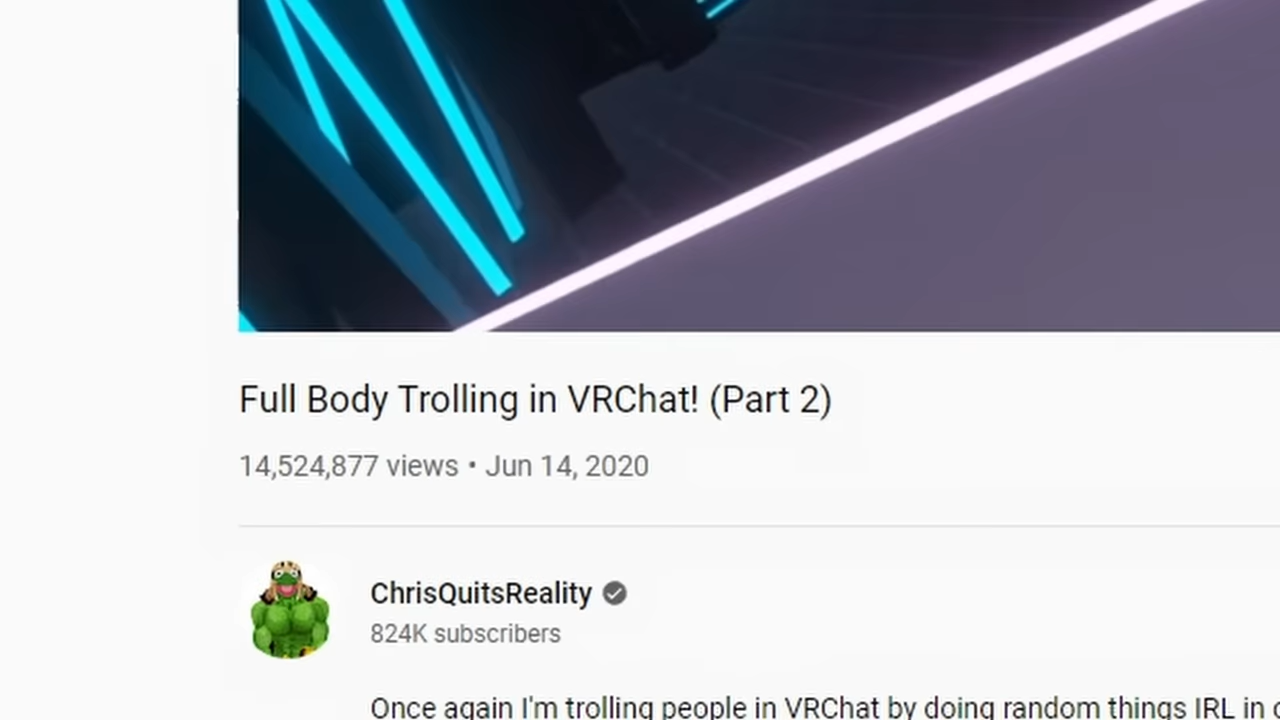 Full Body Trolling in VRChat! (Part 2)
14,524,877 views • Jun 14, 2020
ChrisQuitsReality
824K subscribers
Once again I'm trolling people in VRChat by doing random things IRL in